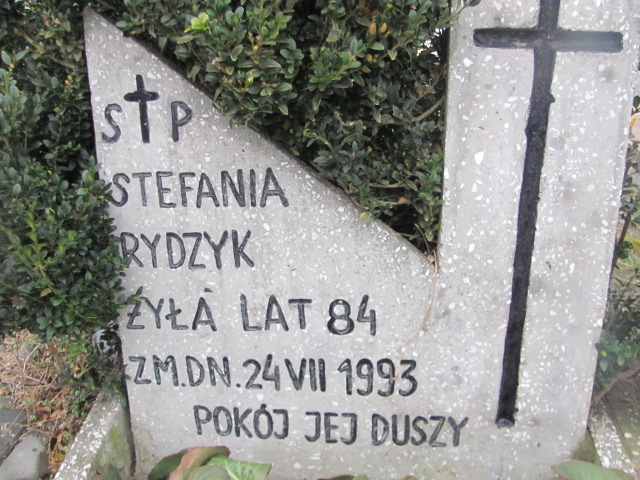 S✝P
STEFANIA
RYDZYK
ŻYŁA LAT 84
ZM.DN.24 VII 1993
POKÓJ JEJ DUSZY